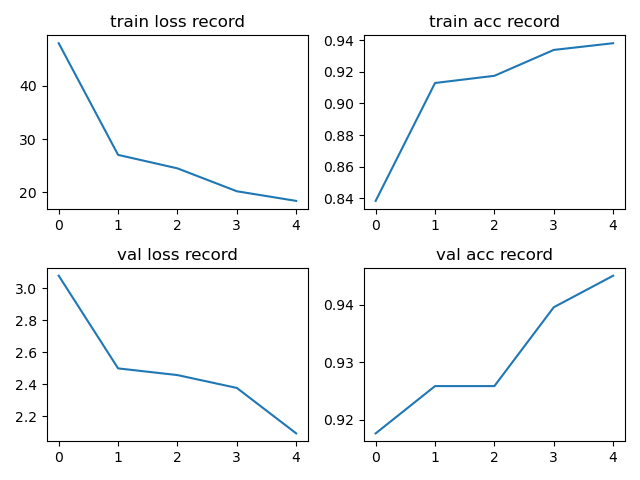 train loss record
40
30
20
0 1 2 3 4
train acc record
0.94
0.92
0.90
0.88
0.86
0.84
0 1 2 3 4
val loss record
3.0
2.8
2.6
2.4
2.2
0 1 2 3 4
val acc record
0.94
0.93
0.92
0 1 2 3 4